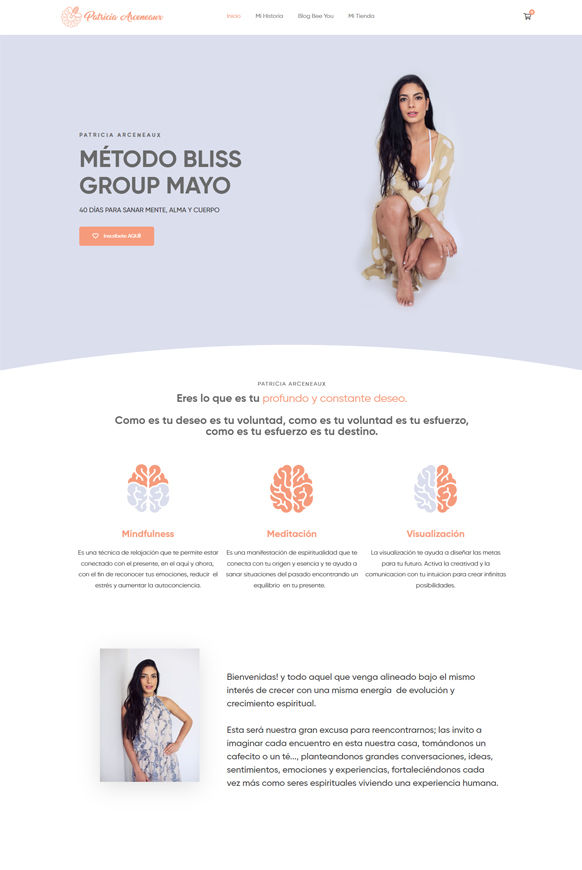 Patricia Arceneaux
Inicio
Mi Historia
Blog Bee You
Mi Tienda
PATRICIA ARCENEAUX
MÉTODO BLISS
GROUP MAYO
40 DÍAS PARA SANAR MENTE, ALMA Y CUERPO
Inscríbete AQUÍ
PATRICIA ARCENEAUX
Eres lo que es tu profundo y constante deseo.
Como es tu deseo es tu voluntad, como es tu voluntad es tu esfuerzo,
como es tu esfuerzo es tu destino.
Mindfulness
Es una técnica de relajación que te permite estar
conectado con el presente, en el aquí y ahora,
con el fin de reconocer tus emociones, reducir el
estrés y aumentar la autoconciencia.
Meditación
Es una manifestación de espiritualidad que te
conecta con tu origen y esencia y te ayuda a
sanar situaciones del pasado encontrando un
equilibrio en tu presente.
Visualización
La visualización te ayuda a diseñar las metas
para tu futuro. Activa la creativad y la
comunicacion con tu intuicion para crear infinitas
posibilidades.
Bienvenidas! y todo aquel que venga alineado bajo el mismo
interés de crecer con una misma energía de evolución y
crecimiento espiritual.
Esta será nuestra gran excusa para reencontrarnos; las invito a
imaginar cada encuentro en esta nuestra casa, tomándonos un
cafecito o un té..., planteandonos grandes conversaciones, ideas,
sentimientos, emociones y experiencias, fortaleciéndonos cada
vez más como seres espirituales viviendo una experiencia humana.